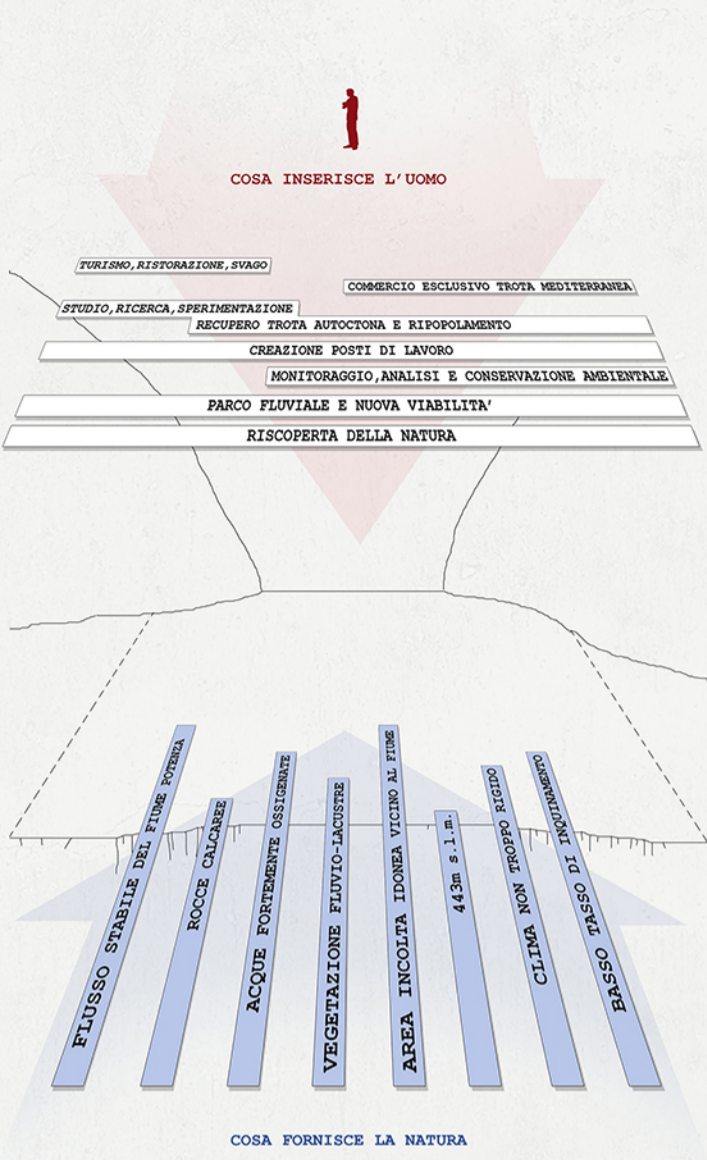 COSA INSERISCE L'UOMO
TURISMO,RISTORAZIONE,SVAGO
COMMERCIO ESCLUSIVO TROTA MEDITERRANEA
STUDIO,RICERCA,SPERIMENTAZIONE
RECUPERO TROTA AUTOCTONA E RIPOPOLAMENTO
CREAZIONE POSTI DI LAVORO
MONITORAGGIO,ANALISI E CONSERVAZIONE AMBIENTALE
PARCO FLUVIALE E NUOVA VIABILITA'
RISCOPERTA DELLA NATURA
FLUSSO STABILE DEL FIUME POTENZA
ROCCE CALCAREE
ACQUE FORTEMENTE OSSIGENATE
VEGETAZIONE FLUVIO-LACUSTRE
AREA INCOLTA IDONEA VICINO AL FIUME
443m s.l.m.
CLIMA NON TROPPO RIGIDO
BASSO TASSO DI INQUINAMENTO
COSA FORNISCE LA NATURA